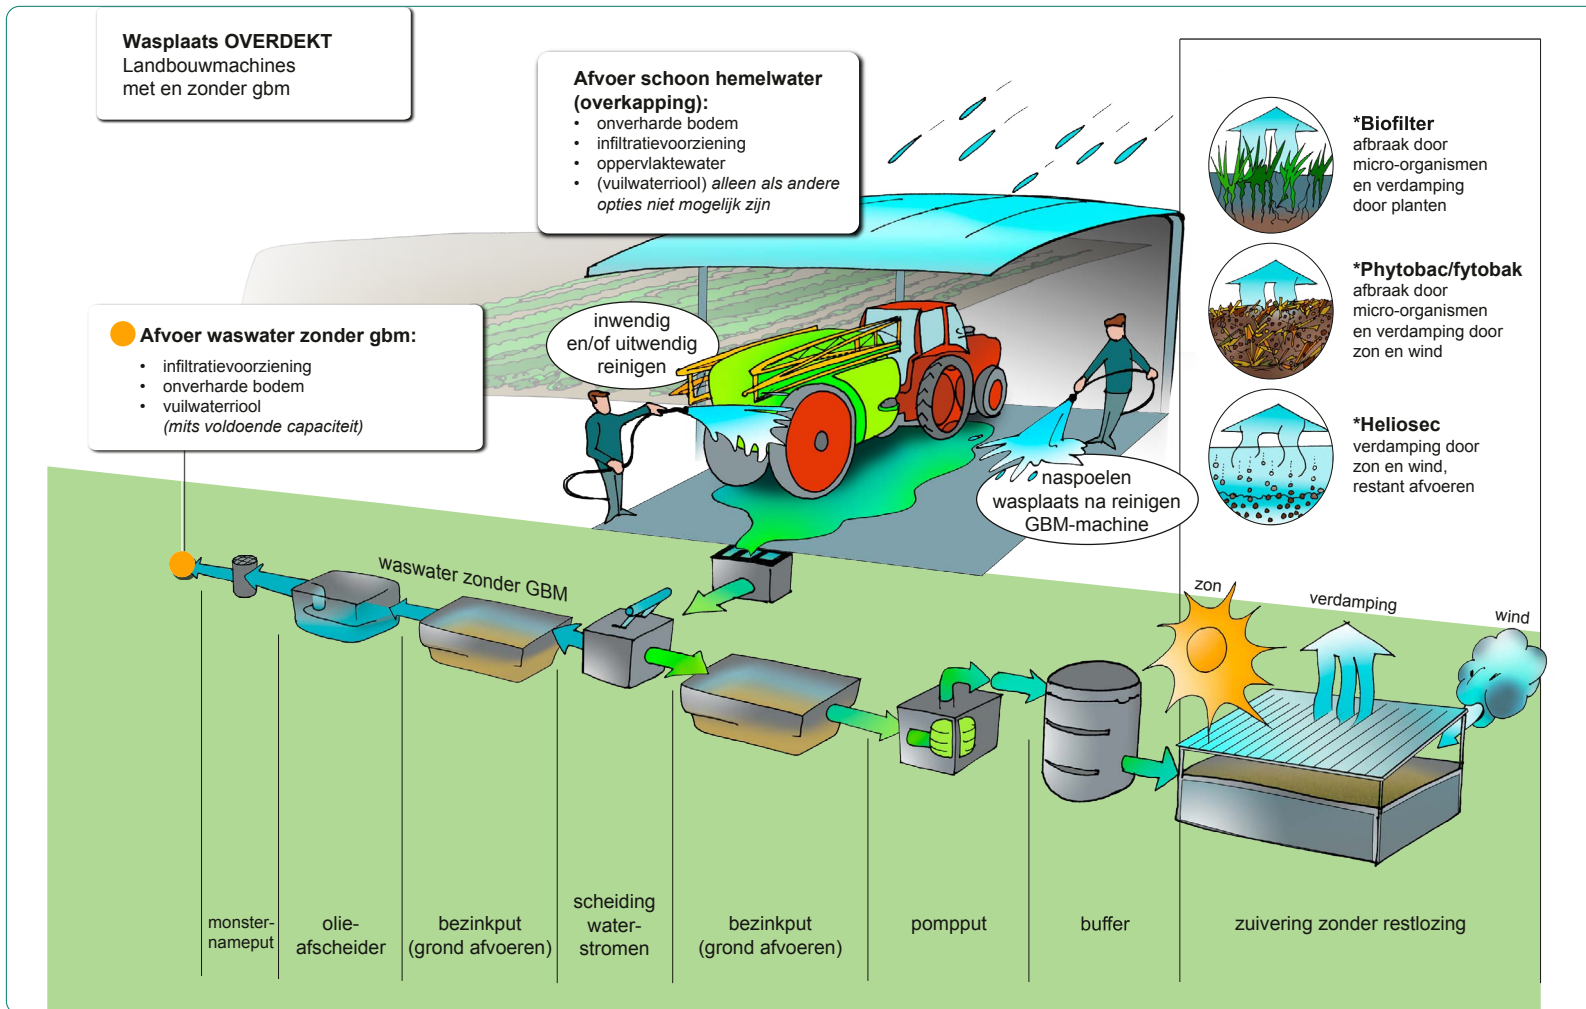 Wasplaats OVERDEKT
Landbouwmachines
met en zonder gbm
Afvoer schoon hemelwater
(overkapping):
• onverharde bodem
• infiltratievoorziening
• oppervlaktewater
• (vuilwaterriool) alleen als andere
opties niet mogelijk zijn
*Biofilter
afbraak door
micro-organismen
en verdamping
door planten
*Phytobac/fytobak
afbraak door
micro-organismen
en verdamping door
zon en wind
*Heliosec
verdamping door
zon en wind,
restant afvoeren
Afvoer waswater zonder gbm:
• infiltratievoorziening
• onverharde bodem
• vuilwaterriool
(mits voldoende capaciteit)
inwendig
en/of uitwendig
reinigen
naspoelen
wasplaats na reinigen
GBM-machine
waswater zonder GBM
zon
verdamping
wind
monster-
nameput
olie-
afscheider
bezinkput
(grond afvoeren)
scheiding
water-
stromen
bezinkput
(grond afvoeren)
pompput
buffer
zuivering zonder restlozing